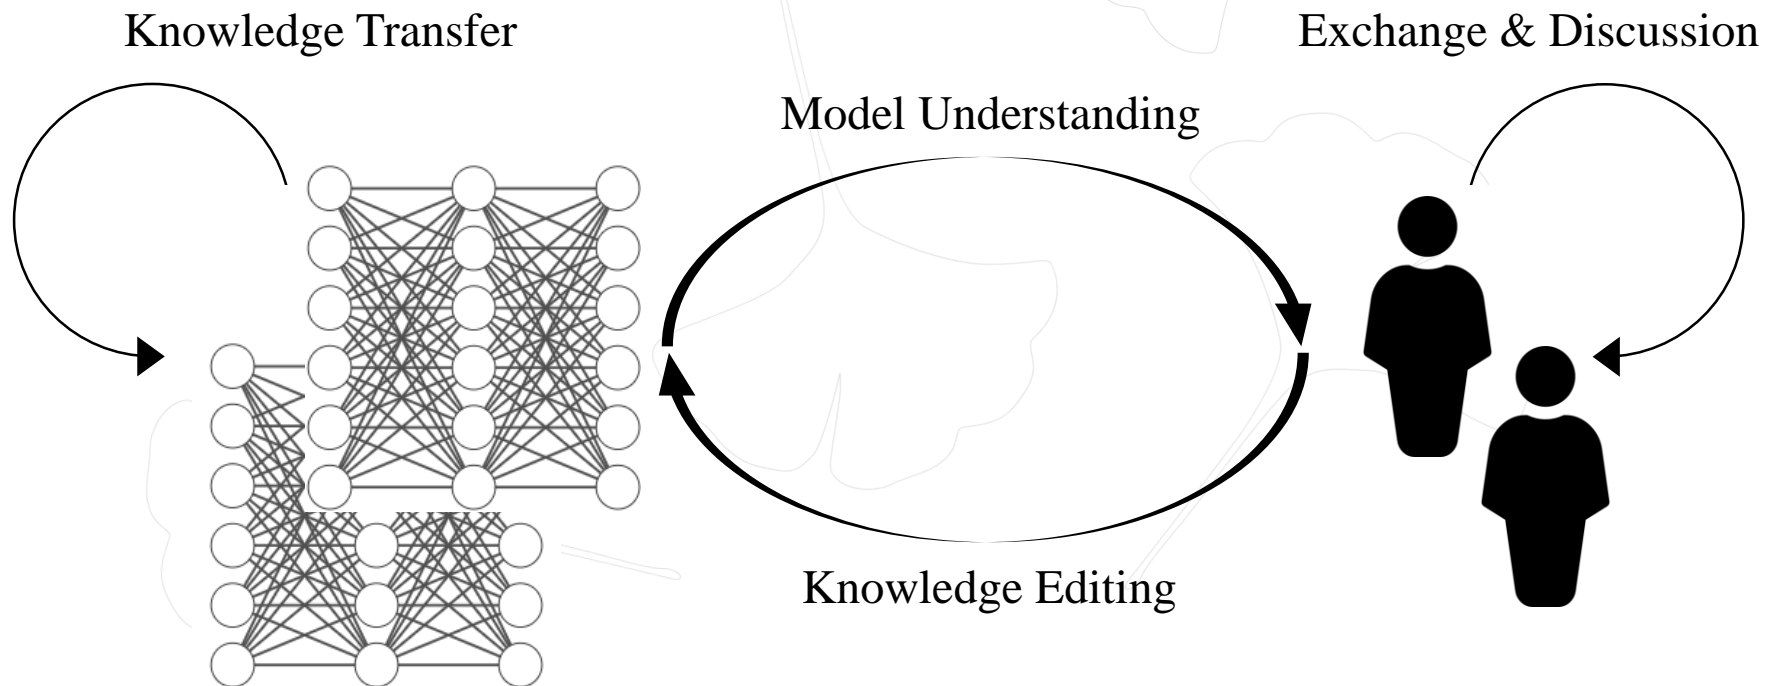 Knowledge Transfer
Exchange & Discussion
Model Understanding
Knowledge Editing